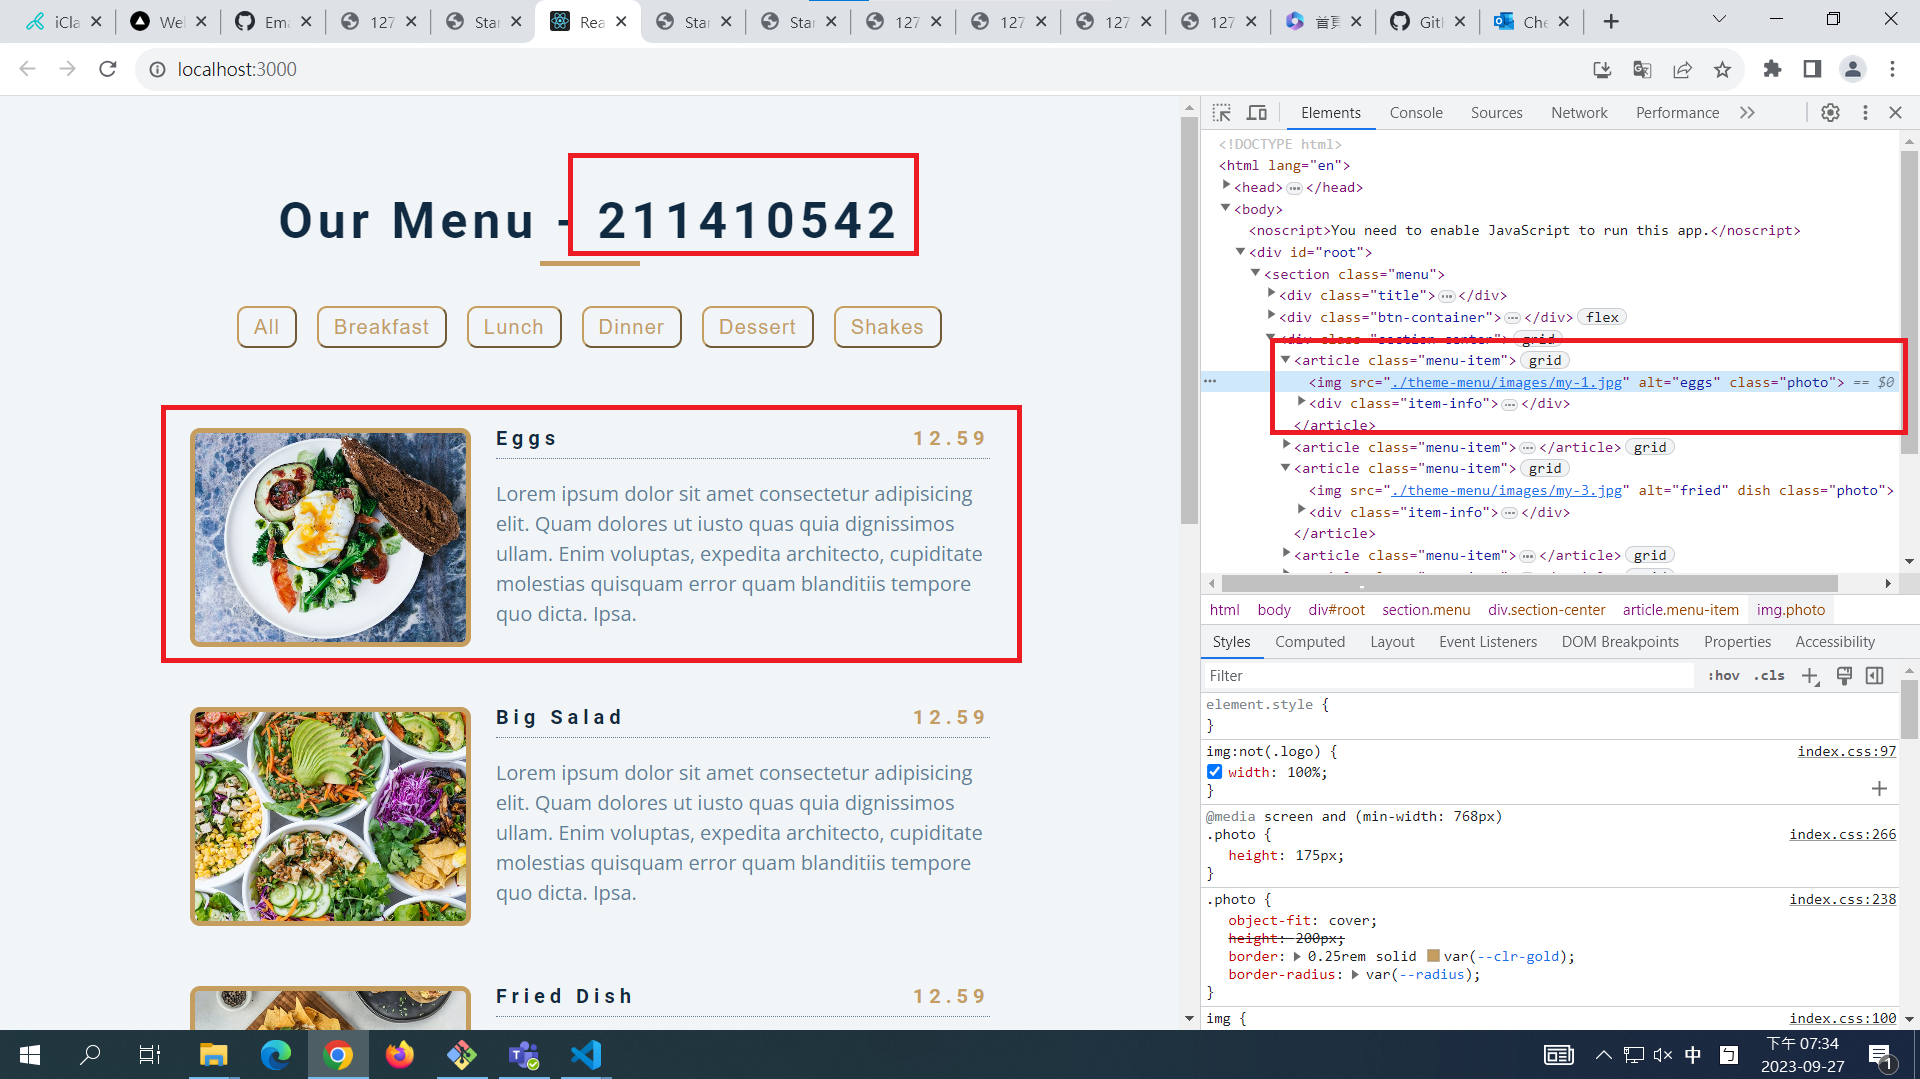 iCla
Wel
Ema
127
Star
Rea
Star
Star
127
127
127
127
Gith
Che
localhost:3000
Elements
Console
Sources
Network
Performance
<!DOCTYPE html>
<html lang="en">
<head> … </head>
<body>
<noscript>You need to enable JavaScript to run this app.</noscript>
<div id="root">
<section class="menu">
<div class="title"> … </div>
<div class="btn-container"> … </div> flex
<div class="section-center"> grid
<article class="menu-item"> grid
<img src="./theme-menu/images/my-1.jpg" alt="eggs" class="photo"> == $0
<div class="item-info"> … </div>
</article>
<article class="menu-item"> … </article> grid
<article class="menu-item"> grid
<img src="./theme-menu/images/my-3.jpg" alt="fried" dish class="photo">
<div class="item-info"> … </div>
</article>
<article class="menu-item"> … </article> grid
html body div#root section.menu div.section-center article.menu-item img.photo
Styles Computed Layout Event Listeners DOM Breakpoints Properties Accessibility
Filter
:hov .cls
element.style {
}
img:not(.logo) { index.css:97
width: 100%;
}
@media screen and (min-width: 768px)
.photo { index.css:266
height: 175px;
}
.photo { index.css:238
object-fit: cover;
height: 200px;
border: 0.25rem solid var(--clr-gold);
border-radius: var(--radius);
}
img { index.css:100
Our Menu - 211410542
All Breakfast Lunch Dinner Dessert Shakes
Eggs 12.59
Lorem ipsum dolor sit amet consectetur adipisicing
elit. Quam dolores ut iusto quas quia dignissimos
ullam. Enim voluptas, expedita architecto, cupiditate
molestias quisquam error quam blanditiis tempore
quo dicta. Ipsa.
Big Salad 12.59
Lorem ipsum dolor sit amet consectetur adipisicing
elit. Quam dolores ut iusto quas quia dignissimos
ullam. Enim voluptas, expedita architecto, cupiditate
molestias quisquam error quam blanditiis tempore
quo dicta. Ipsa.
Fried Dish 12.59
中
ㄅ
下午 07:34
2023-09-27
1